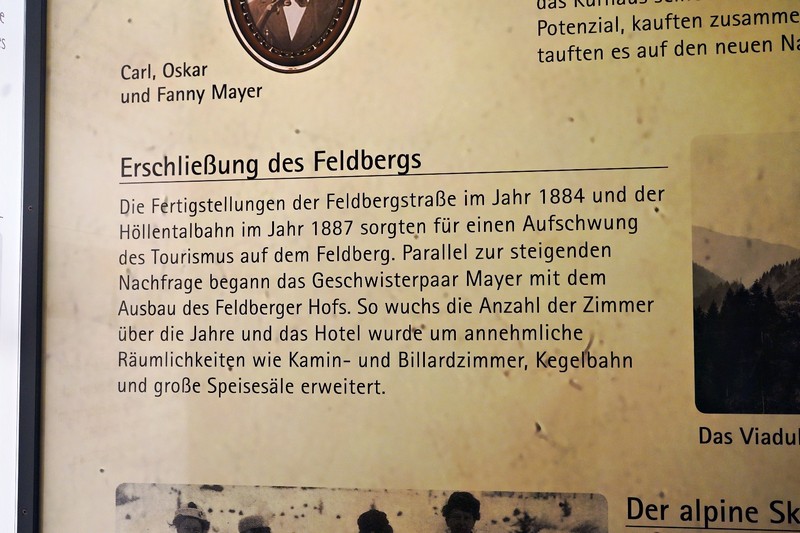 das Kurhaus
Potenzial, kauften zusamme
tauften es auf den neuen Na
Carl, Oskar
und Fanny Mayer
Erschließung des Feldbergs
Die Fertigstellungen der Feldbergstraße im Jahr 1884 und der
Höllentalbahn im Jahr 1887 sorgten für einen Aufschwung
des Tourismus auf dem Feldberg. Parallel zur steigenden
Nachfrage begann das Geschwisterpaar Mayer mit dem
Ausbau des Feldberger Hofs. So wuchs die Anzahl der Zimmer
über die Jahre und das Hotel wurde um annehmliche
Räumlichkeiten wie Kamin- und Billardzimmer, Kegelbahn
und große Speisesäle erweitert.
Das Viaduk
Der alpine Sk